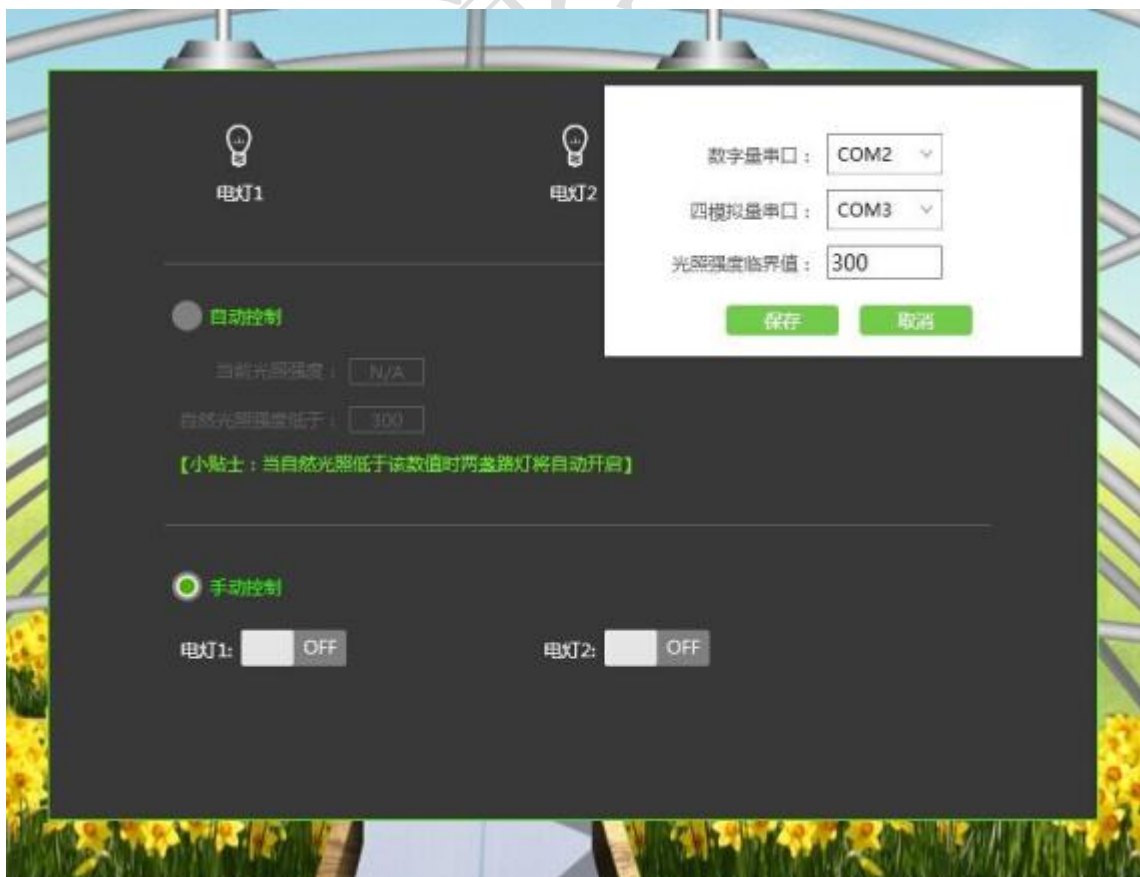 电灯1
电灯2
数字量串口：
COM2
四模拟量串口：
COM3
光照强度临界值：
300
保存
取消
自动控制
当前光照强度：
N/A
自然光照强度低于：
300
【小贴士：当自然光照低于该数值时两盏路灯将自动开启】
手动控制
电灯1:
OFF
电灯2:
OFF